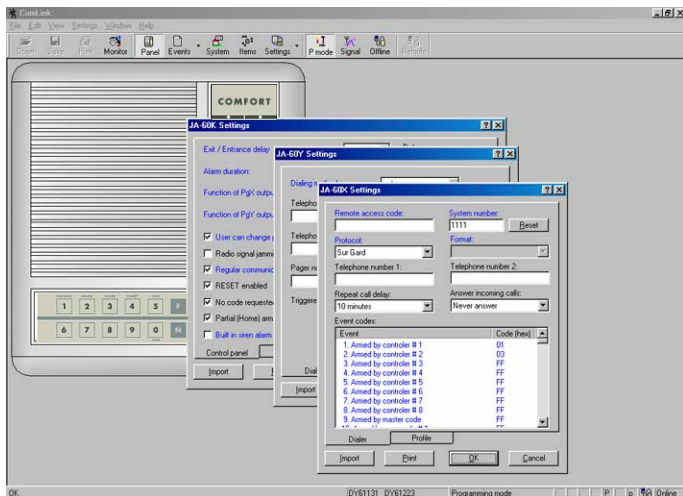 ComLink
File Edit View Settings Window Help
Open Save Print Monitor Panel Events System Items Settings P mode Signal Offline Remote
COMFORT
1 2 3 4 5 F
6 7 8 9 0 N
JA-60K Settings
Exit / Entrance delay
Alarm duration:
Function of PgX outpu
Function of PgY outpu
User can change
Radio signal jammi
Regular communic
RESET enabled
No code requeste
Partial (Home) arm
Built in siren alarm
Control panel
Import
JA-60Y Settings
Dialing
Telepho
Telepho
Pager n
Triggere
Dial
Import
JA-60X Settings
Remote access code:
System number:
1111
Reset
Protocol:
Format:
Sur Gard
Telephone number 1:
Telephone number 2:
Repeat call delay:
Answer incoming calls:
10 minutes
Never answer
Event codes:
Event Code (hex)
1. Armed by controler # 1 01
2. Armed by controler # 2 03
3. Armed by controler # 3 FF
4. Armed by controler # 4 FF
5. Armed by controler # 5 FF
6. Armed by controler # 6 FF
7. Armed by controler # 7 FF
8. Armed by controler # 8 FF
9. Armed by master code FF
Dialer Profile
Import Print OK Cancel
OK DY61131 DY61223 Programming mode P p Online